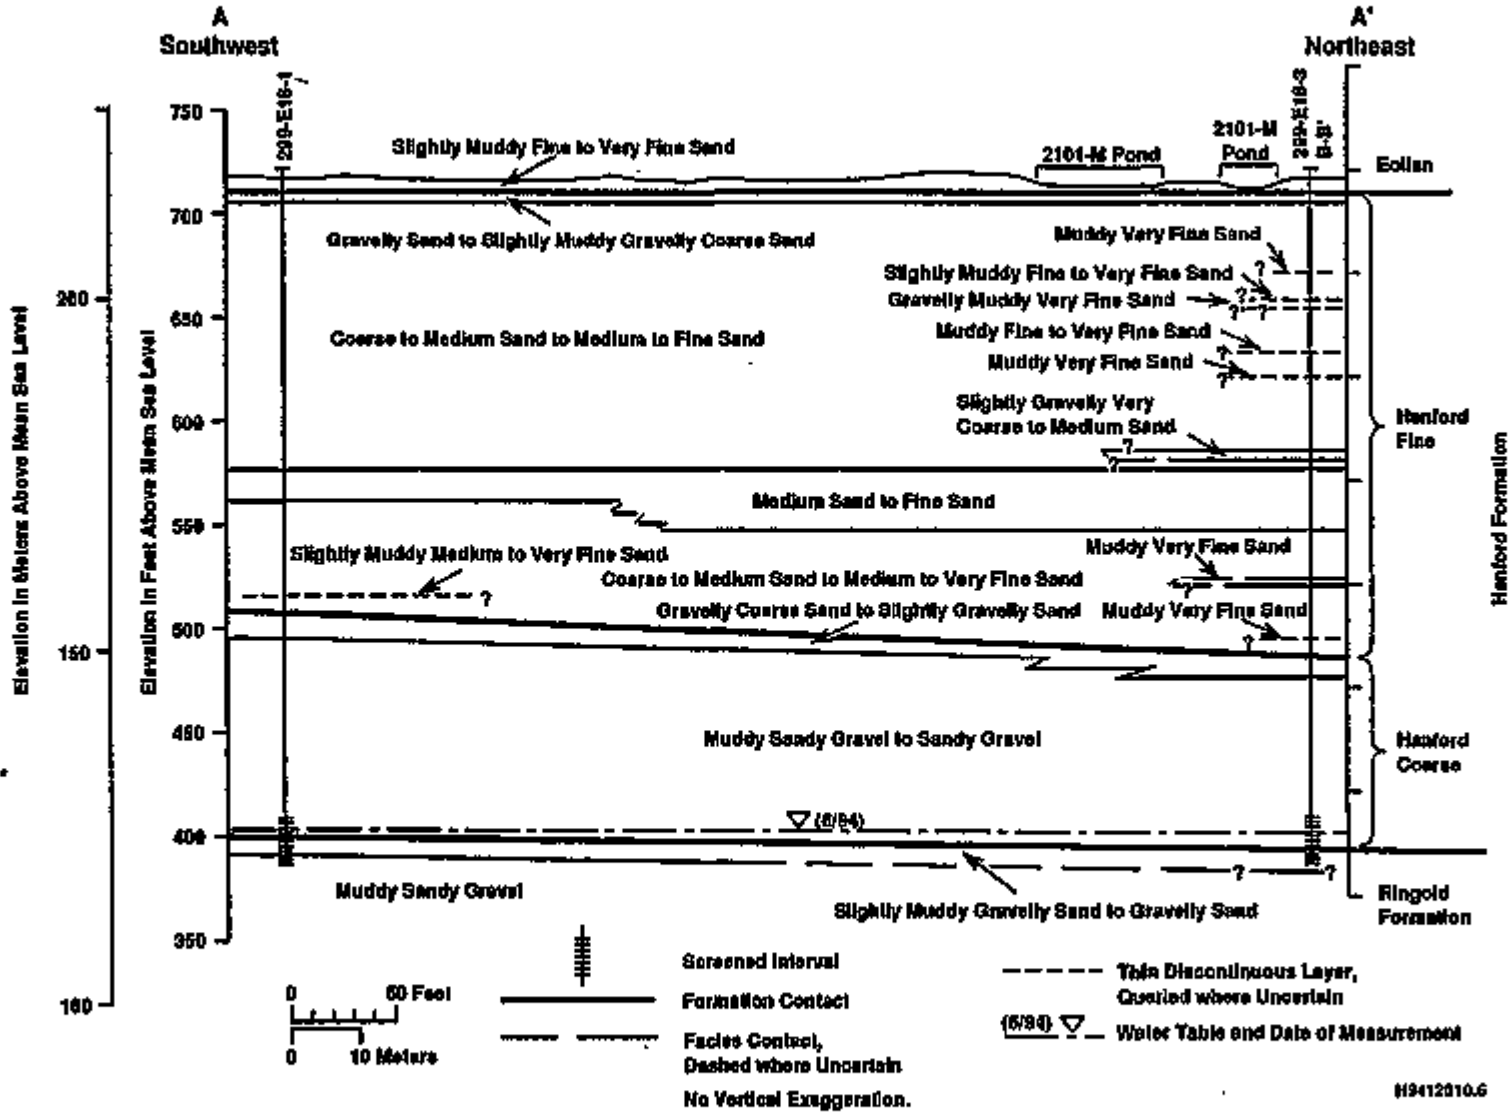 A
Southwest
A'
Northeast
299-E18-1
299-E18-3
B-B'
750
700
650
600
550
500
450
400
350
200
150
100
Elevation in Meters Above Mean Sea Level
Elevation in Feet Above Mean Sea Level
Slightly Muddy Fine to Very Fine Sand
2101-M Pond
2101-M
Pond
Eolian
Gravelly Sand to Slightly Muddy Gravelly Coarse Sand
Muddy Very Fine Sand
?
Slightly Muddy Fine to Very Fine Sand
?
Gravelly Muddy Very Fine Sand
? ?
Coarse to Medium Sand to Medium to Fine Sand
Muddy Fine to Very Fine Sand
?
Muddy Very Fine Sand
?
Slightly Gravelly Very
Coarse to Medium Sand
?
?
Hanford
Fine
Hanford Formation
Medium Sand to Fine Sand
Slightly Muddy Medium to Very Fine Sand
?
Muddy Very Fine Sand
?
Coarse to Medium Sand to Medium to Very Fine Sand
Gravelly Coarse Sand to Slightly Gravelly Sand
Muddy Very Fine Sand
?
Muddy Sandy Gravel to Sandy Gravel
Hanford
Coarse
(6/94)
Muddy Sandy Gravel
? ?
Slightly Muddy Gravelly Sand to Gravelly Sand
Ringold
Formation
0 50 Feet
0 10 Meters
Screened Interval
Formation Contact
Facies Contact,
Dashed where Uncertain
No Vertical Exaggeration.
Thin Discontinuous Layer,
Queried where Uncertain
(6/94)
Water Table and Date of Measurement
H9412010.6